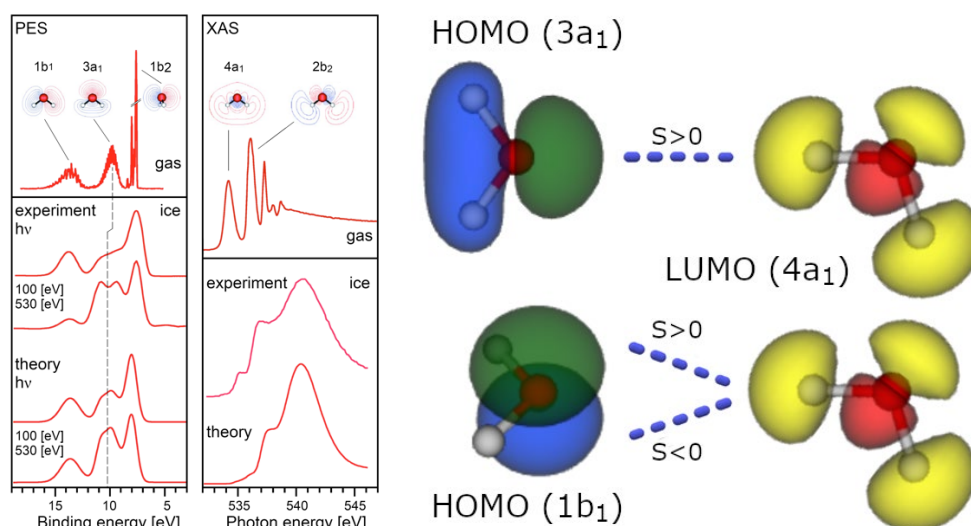 PES
1b1
3a1
1b2
gas
experiment
ice
hν
100 [eV]
530 [eV]
theory
hν
100 [eV]
530 [eV]
15
10
5
Binding energy [eV]
XAS
4a1
2b2
gas
experiment
ice
theory
535
540
545
Photon energy [eV]
HOMO (3a₁)
S>0
LUMO (4a₁)
S>0
S<0
HOMO (1b₁)